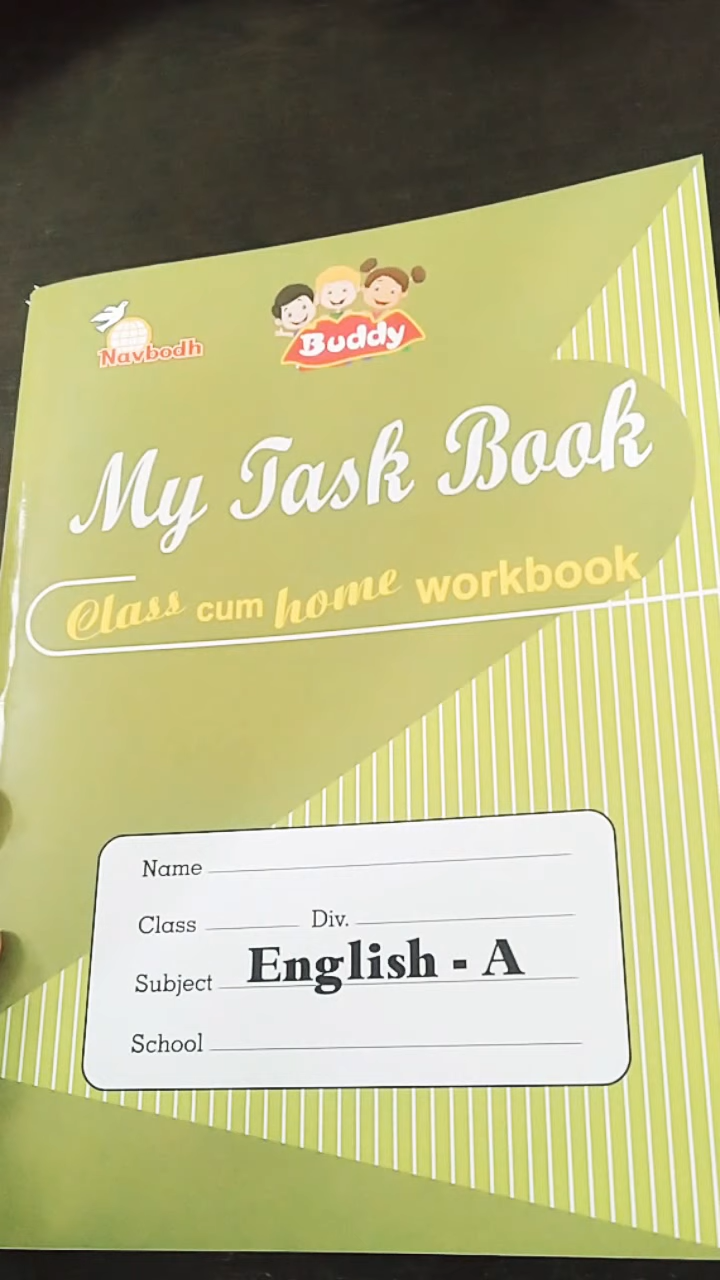 Navbodh
Buddy
My Task Book
Class cum home workbook
Name
Class Div.
Subject English - A
School